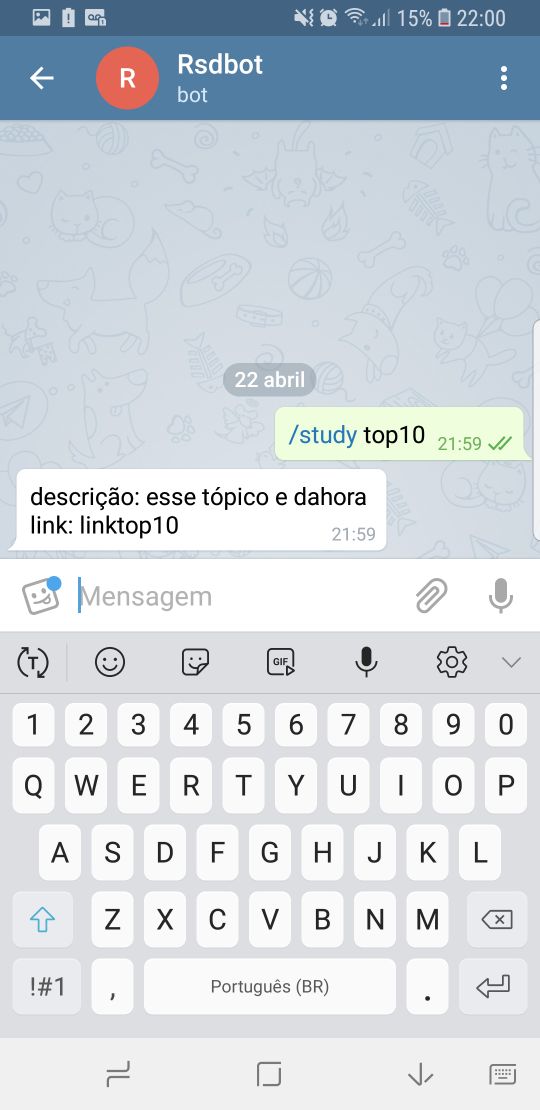 15% 22:00
R
Rsdbot
bot
22 abril
/study top10 21:59
descrição: esse tópico e dahora
link: linktop10
21:59
Mensagem
T
GIF
1 2 3 4 5 6 7 8 9 0
Q W E R T Y U I O P
A S D F G H J K L
Z X C V B N M
!#1 , Português (BR) .